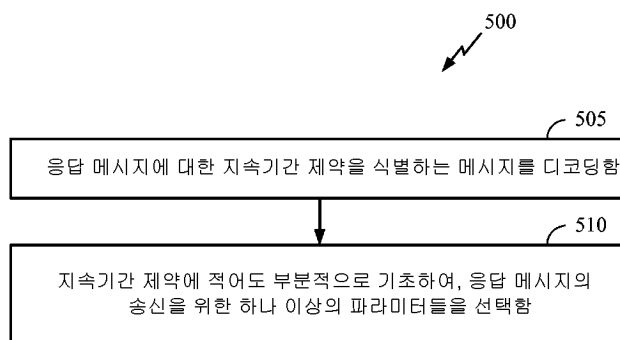 500
505
응답 메시지에 대한 지속기간 제약을 식별하는 메시지를 디코딩함
510
지속기간 제약에 적어도 부분적으로 기초하여, 응답 메시지의
송신을 위한 하나 이상의 파라미터들을 선택함